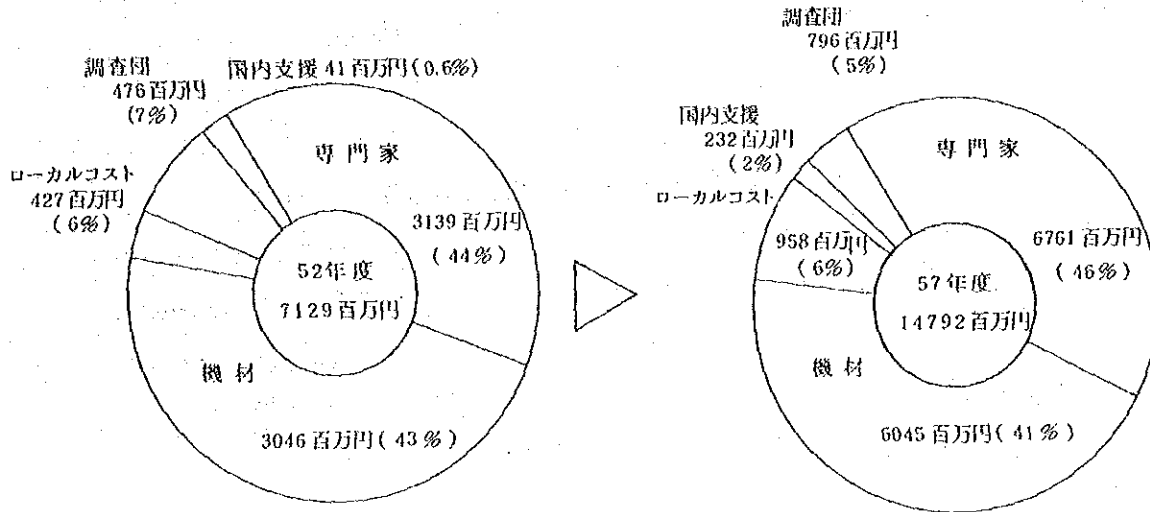 調査団
476百万円
(7%)
国内支援 41百万円(0.6%)
ローカルコスト
427百万円
(6%)
専門家
3139百万円
(44%)
52年度
7129百万円
機材
3046百万円(43%)
調査団
796百万円
(5%)
国内支援
232百万円
(2%)
ローカルコスト
958百万円
(6%)
専門家
6761百万円
(46%)
57年度
14792百万円
機材
6045百万円(41%)